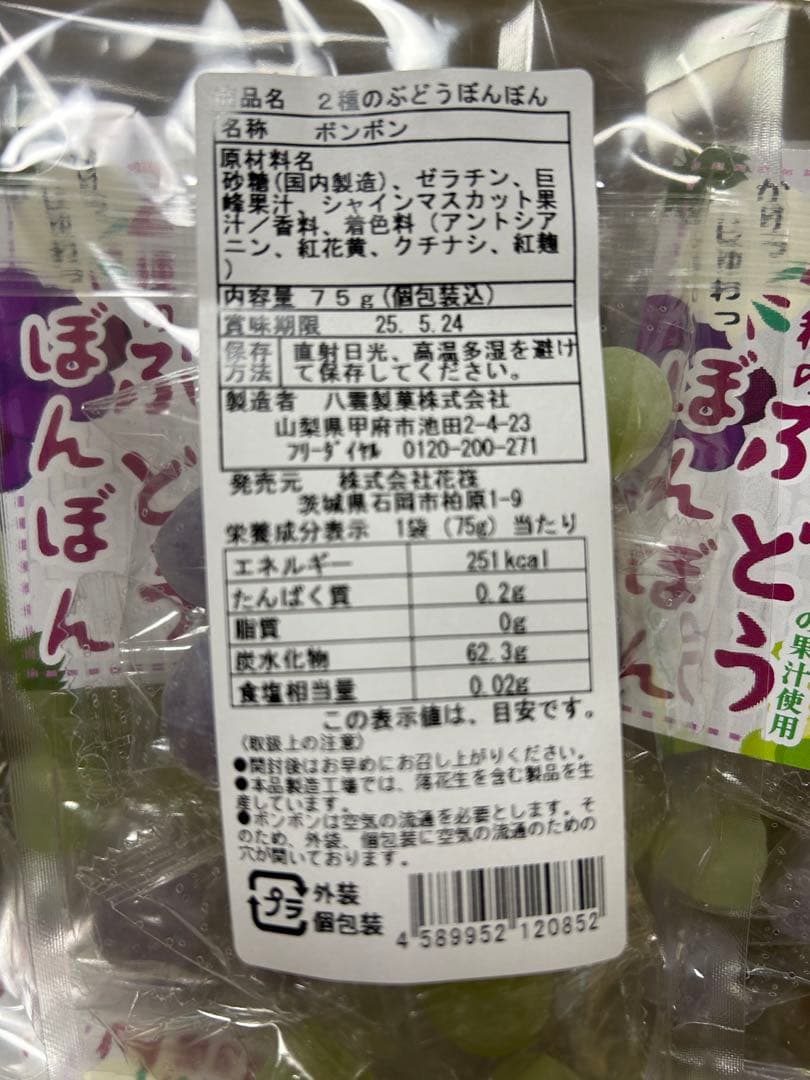 商品名 2種のぶどうぼんぼん
名称 ボンボン
原材料名
砂糖(国内製造)、ゼラチン、巨
峰果汁、シャインマスカット果
汁/香料、着色料(アントシア
ニン、紅花黄、クチナシ、紅麹
)
内容量 75g(個包装込)
賞味期限 25.5.24
保存方法 直射日光、高温多湿を避け
て保存してください。
製造者 八雲製菓株式会社
山梨県甲府市池田2-4-23
フリーダイヤル 0120-200-271
発売元 株式会社花筏
茨城県石岡市柏原1-9
栄養成分表示 1袋(75g)当たり
エネルギー 251kcal
たんぱく質 0.2g
脂質 0g
炭水化物 62.3g
食塩相当量 0.02g
この表示値は、目安です。
(取扱上の注意)
●開封後はお早めにお召し上がりください。
●本品製造工場では、落花生を含む製品を生
産しています。
●ボンボンは空気の流通を必要とします。そ
のため、外袋、個包装に空気の流通のための
穴が開いております。
プラ
外装
個包装
4 589952 120852
ぶどう
ぼんぼん
かりっ
じゅわっ
ぶどう
ぼんぼん
の果汁使用